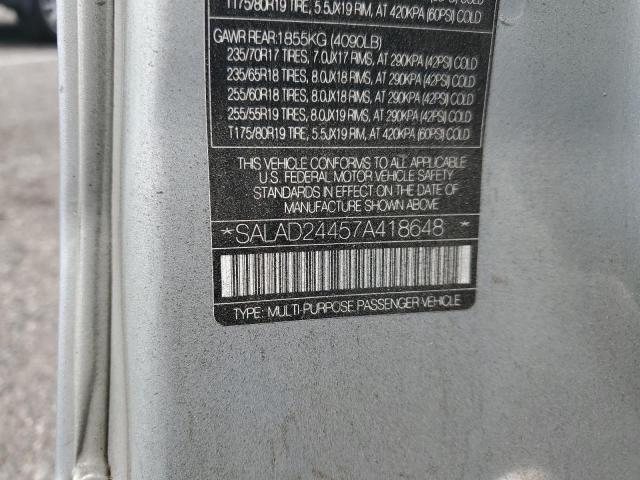 T175/80R19 TIRE, 5.5JX19 RIM, AT 420KPA (60PSI) COLD
GAWR REAR:1855KG (4090LB)
235/70R17 TIRES, 7.0JX17 RIMS, AT 290KPA (42PSI) COLD
235/65R18 TIRES, 8.0JX18 RIMS, AT 290KPA (42PSI) COLD
255/60R18 TIRES, 8.0JX18 RIMS, AT 290KPA (42PSI) COLD
255/55R19 TIRES, 8.0JX19 RIMS, AT 290KPA (42PSI) COLD
T175/80R19 TIRE, 5.5JX19 RIM, AT 420KPA (60PSI) COLD
THIS VEHICLE CONFORMS TO ALL APPLICABLE
U.S. FEDERAL MOTOR VEHICLE SAFETY
STANDARDS IN EFFECT ON THE DATE OF
MANUFACTURE SHOWN ABOVE
*SALAD24457A418648*
TYPE: MULTI-PURPOSE PASSENGER VEHICLE